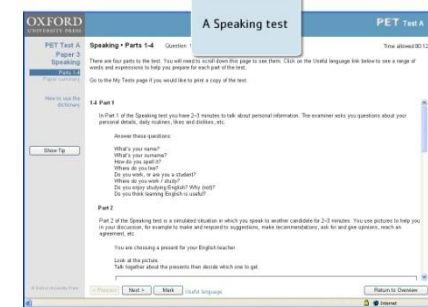 OXFORD
UNIVERSITY PRESS
A Speaking test
PET Test A
PET Test A
Paper 3
Speaking
Parts 1-4
Speaking • Parts 1-4 Question 1
Time allowed 00:12
There are four parts to the test. You will need to scroll down this page to see them. Click on the Useful language link below to see a range of
words and expressions to help you prepare for each part of the test.
Go to the My Tests page if you would like to print a copy of the test.
How to use the
dictionary
Show Tip
1-4 Part 1
In Part 1 of the Speaking test you have 2-3 minutes to talk about personal information. The examiner asks you questions about your
personal details, daily routines, likes and dislikes, etc.
Answer these questions:
What's your name?
What's your surname?
How do you spell it?
Where do you live?
Do you work, or are you a student?
Where do you work / study?
Do you enjoy studying English? Why (not)?
Do you think learning English is useful?
Part 2
Part 2 of the Speaking test is a simulated situation in which you speak to another candidate for 2-3 minutes. You use pictures to help you
in your discussion, for example to make and respond to suggestions, make recommendations, ask for and give opinions, reach an
agreement, etc.
You are choosing a present for your English teacher
Look at the picture.
Talk together about the presents then decide which one to get.
Next >
Mark
Useful language
Return to Overview
Internet